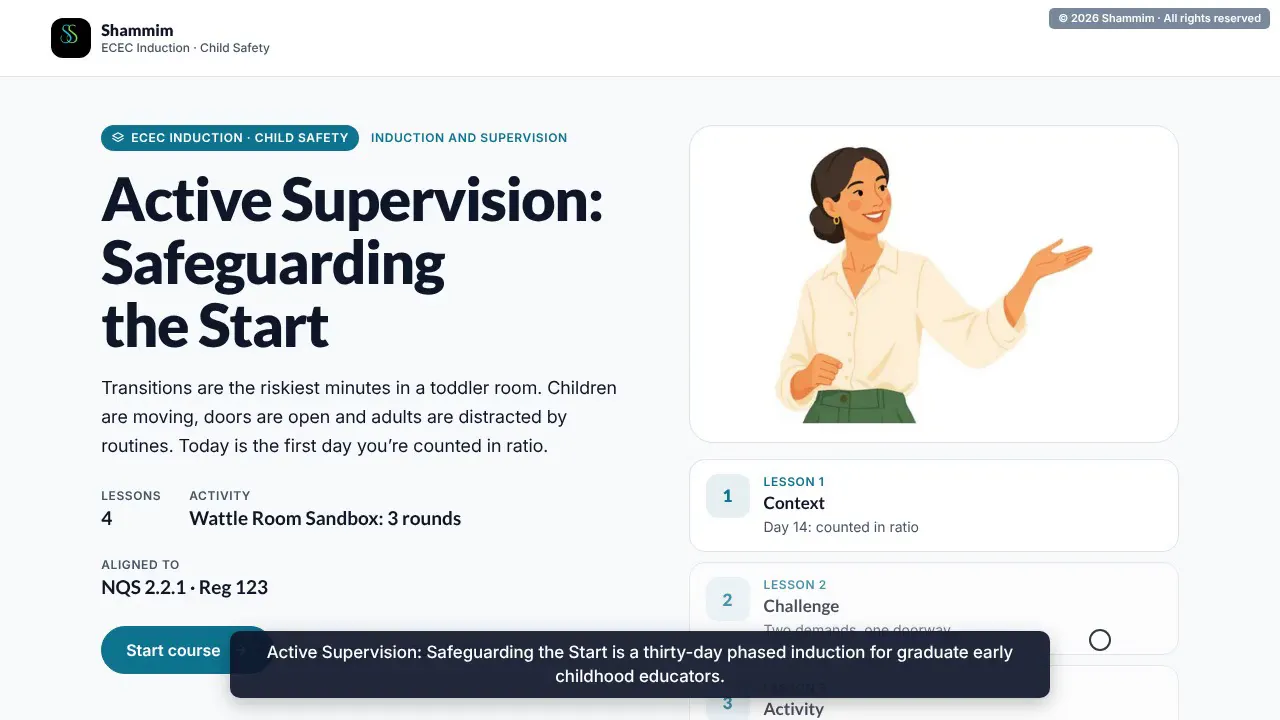 Shammim
ECEC Induction · Child Safety
© 2026 Shammim · All rights reserved
ECEC INDUCTION · CHILD SAFETY
INDUCTION AND SUPERVISION
Active Supervision:
Safeguarding
the Start
Transitions are the riskiest minutes in a toddler room. Children
are moving, doors are open and adults are distracted by
routines. Today is the first day you’re counted in ratio.
LESSONS
4
ACTIVITY
Wattle Room Sandbox: 3 rounds
ALIGNED TO
NQS 2.2.1 · Reg 123
Start course
1
LESSON 1
Context
Day 14: counted in ratio
2
LESSON 2
Challenge
Two demands, one doorway
3
Activity
Active Supervision: Safeguarding the Start is a thirty-day phased induction for graduate early
childhood educators.